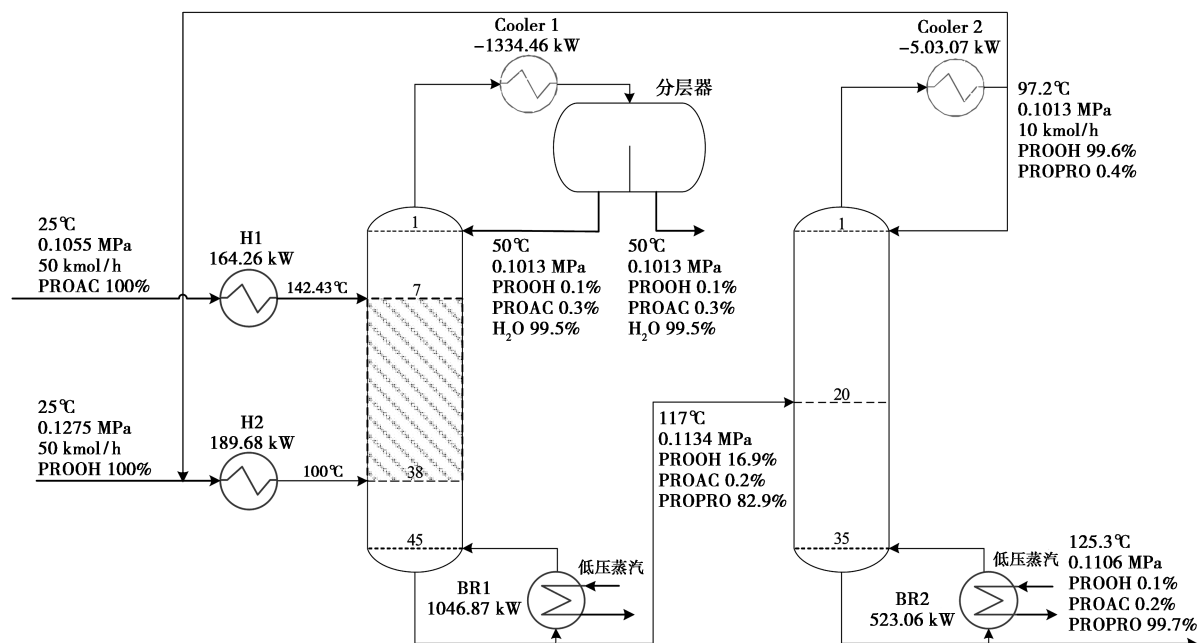 Cooler 1
-1334.46 kW
Cooler 2
-5.03.07 kW
分层器
97.2℃
0.1013 MPa
10 kmol/h
PROOH 99.6%
PROPRO 0.4%
25℃
0.1055 MPa
50 kmol/h
PROAC 100%
H1
164.26 kW
142.43℃
1
7
38
45
50℃
0.1013 MPa
PROOH 0.1%
PROAC 0.3%
H₂O 99.5%
50℃
0.1013 MPa
PROOH 0.1%
PROAC 0.3%
H₂O 99.5%
1
20
35
25℃
0.1275 MPa
50 kmol/h
PROOH 100%
H2
189.68 kW
100℃
117℃
0.1134 MPa
PROOH 16.9%
PROAC 0.2%
PROPRO 82.9%
BR1
1046.87 kW
低压蒸汽
BR2
523.06 kW
低压蒸汽
125.3℃
0.1106 MPa
PROOH 0.1%
PROAC 0.2%
PROPRO 99.7%